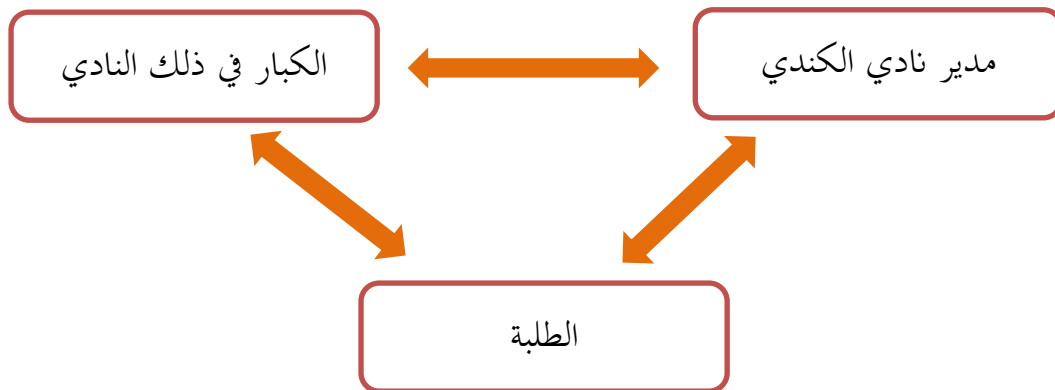 مدير نادي الكندي
الكبار في ذلك النادي
الطلبة